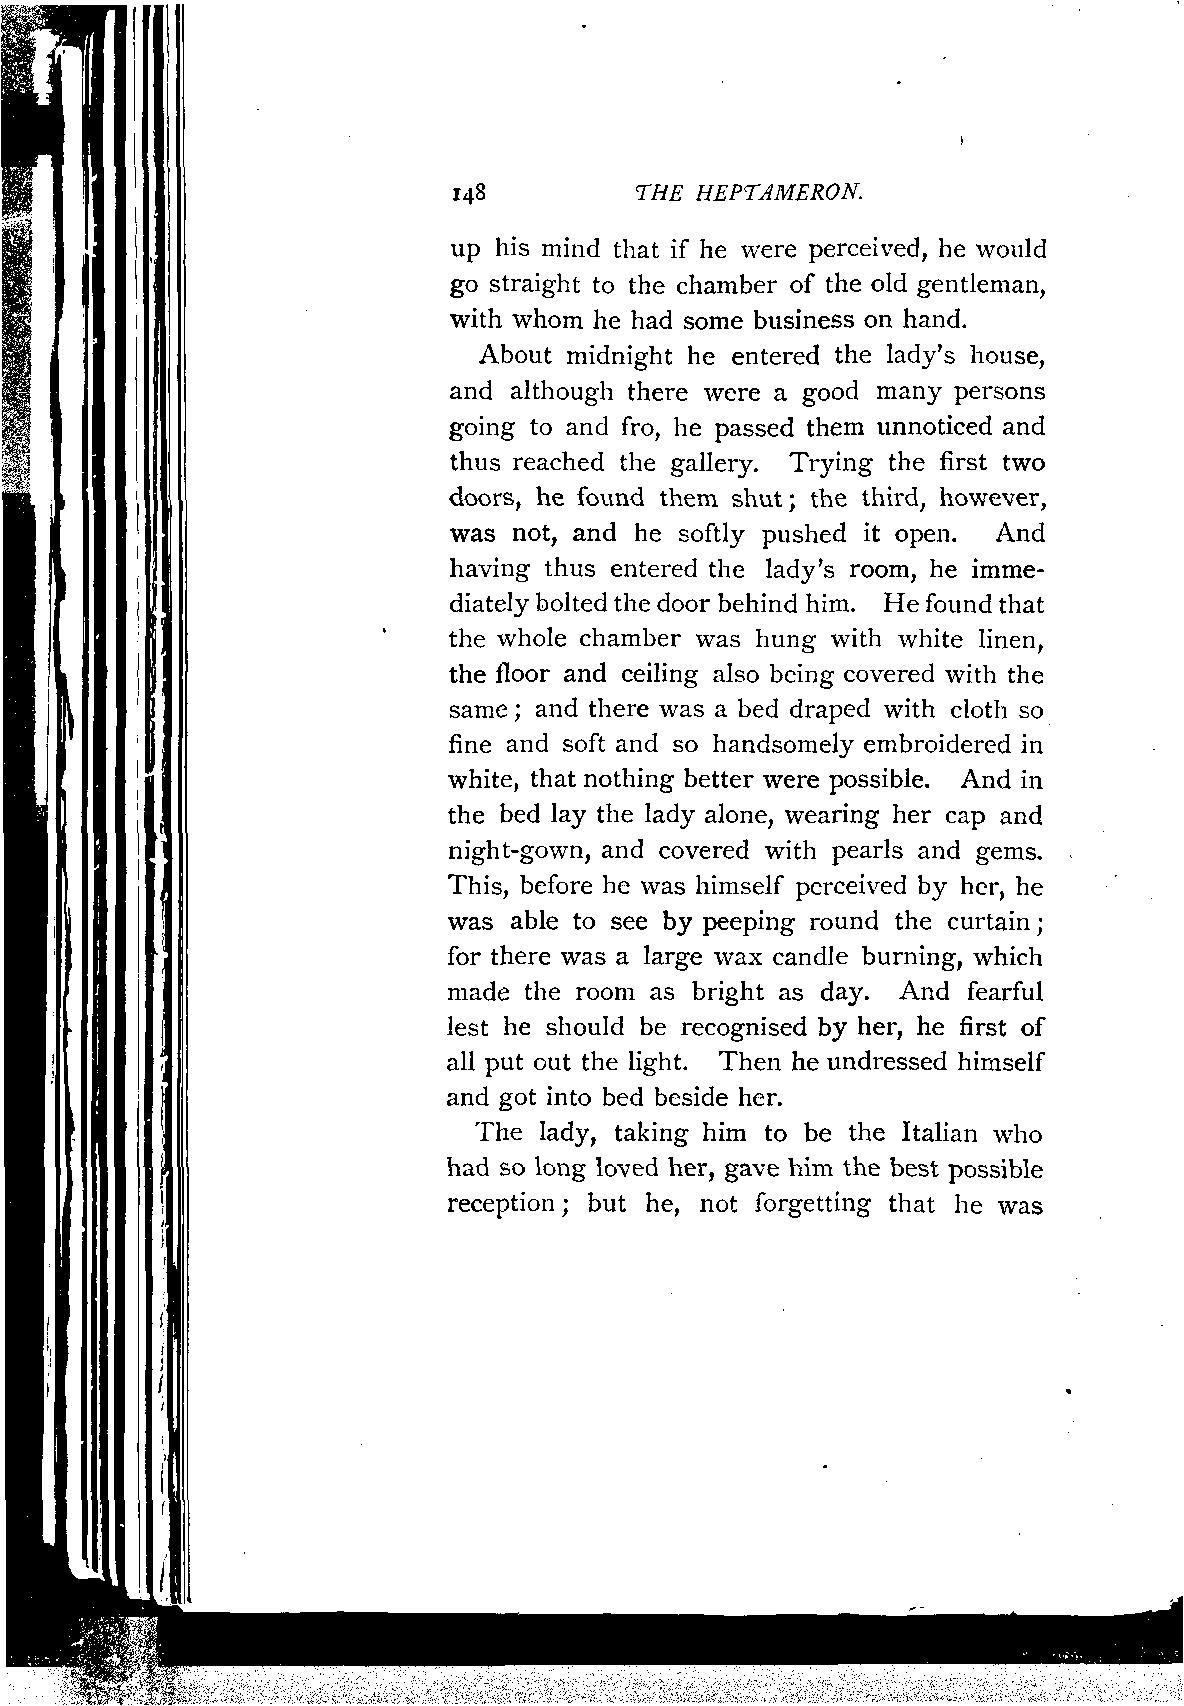 148 THE HEPTAMERON.
up his mind that if he were perceived, he would
go straight to the chamber of the old gentleman,
with whom he had some business on hand.
About midnight he entered the lady's house,
and although there were a good many persons
going to and fro, he passed them unnoticed and
thus reached the gallery. Trying the first two
doors, he found them shut; the third, however,
was not, and he softly pushed it open. And
having thus entered the lady's room, he imme-
diately bolted the door behind him. He found that
the whole chamber was hung with white linen,
the floor and ceiling also being covered with the
same; and there was a bed draped with cloth so
fine and soft and so handsomely embroidered in
white, that nothing better were possible. And in
the bed lay the lady alone, wearing her cap and
night-gown, and covered with pearls and gems.
This, before he was himself perceived by her, he
was able to see by peeping round the curtain;
for there was a large wax candle burning, which
made the room as bright as day. And fearful
lest he should be recognised by her, he first of
all put out the light. Then he undressed himself
and got into bed beside her.
The lady, taking him to be the Italian who
had so long loved her, gave him the best possible
reception; but he, not forgetting that he was